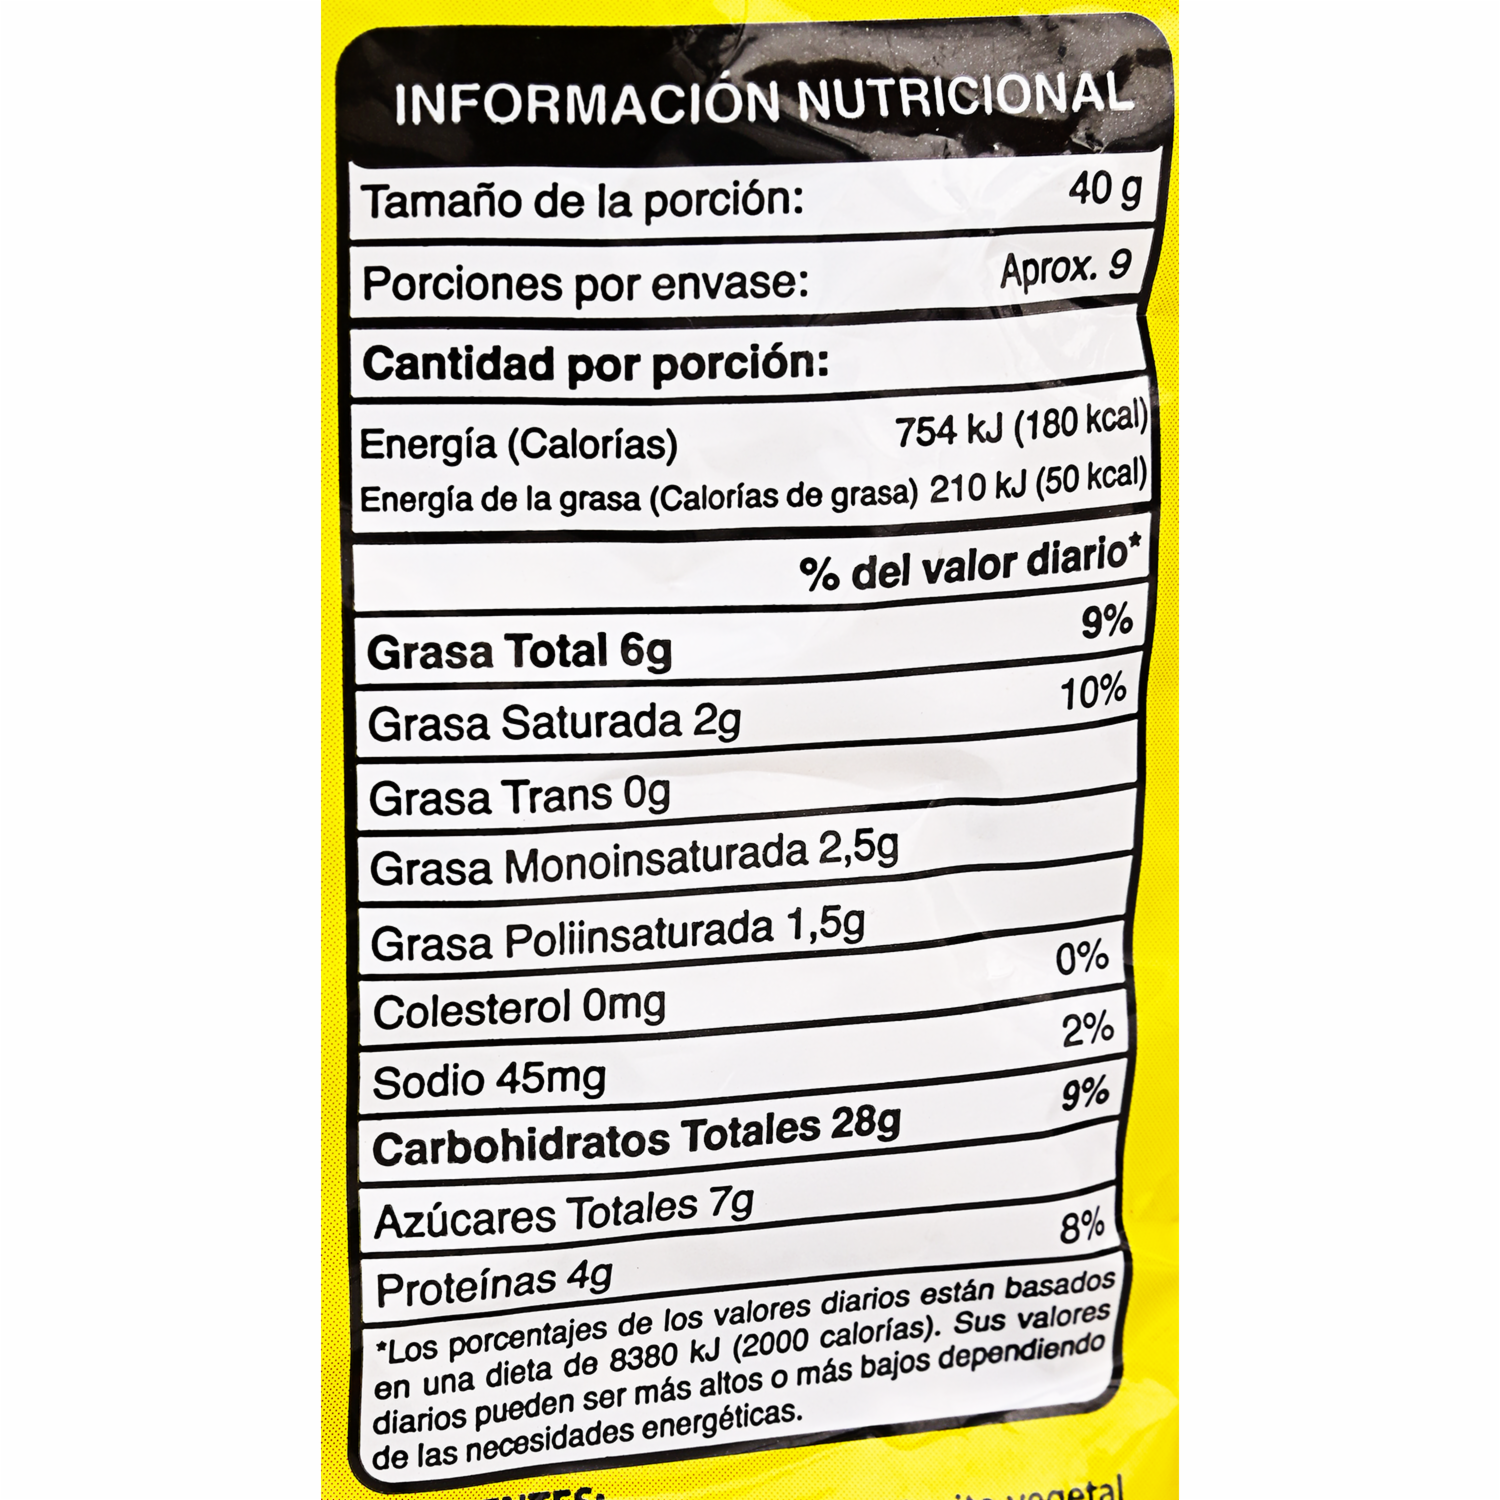 INFORMACIÓN NUTRICIONAL
Tamaño de la porción: 40 g
Porciones por envase: Aprox. 9
Cantidad por porción:
Energía (Calorías) 754 kJ (180 kcal)
Energía de la grasa (Calorías de grasa) 210 kJ (50 kcal)
% del valor diario*
Grasa Total 6g 9%
Grasa Saturada 2g 10%
Grasa Trans 0g
Grasa Monoinsaturada 2,5g
Grasa Poliinsaturada 1,5g
Colesterol 0mg 0%
Sodio 45mg 2%
Carbohidratos Totales 28g 9%
Azúcares Totales 7g
Proteínas 4g 8%
*Los porcentajes de los valores diarios están basados
en una dieta de 8380 kJ (2000 calorías). Sus valores
diarios pueden ser más altos o más bajos dependiendo
de las necesidades energéticas.
vegetal